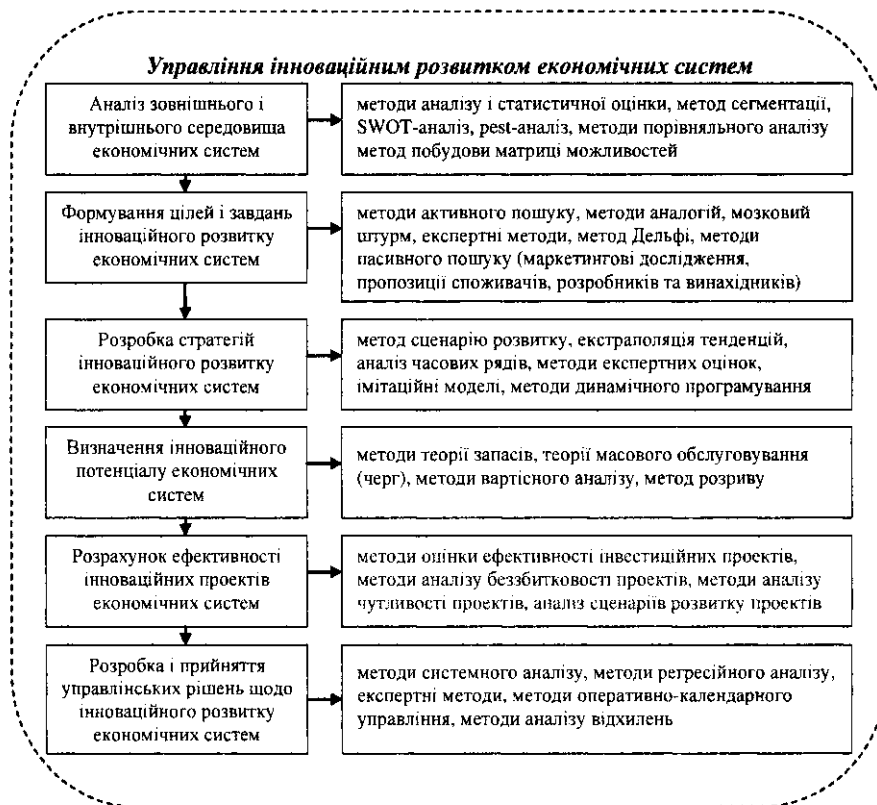 Управління інноваційним розвитком економічних систем
Аналіз зовнішнього і
внутрішнього середовища
економічних систем
методи аналізу і статистичної оцінки, метод сегментації,
SWOT-аналіз, pest-аналіз, методи порівняльного аналізу
метод побудови матриці можливостей
Формування цілей і завдань
інноваційного розвитку
економічних систем
методи активного пошуку, методи аналогій, мозковий
штурм, експертні методи, метод Дельфі, методи
пасивного пошуку (маркетингові дослідження,
пропозиції споживачів, розробників та винахідників)
Розробка стратегій
інноваційного розвитку
економічних систем
метод сценарію розвитку, екстраполяція тенденцій,
аналіз часових рядів, методи експертних оцінок,
імітаційні моделі, методи динамічного програмування
Визначення інноваційного
потенціалу економічних
систем
методи теорії запасів, теорії масового обслуговування
(черг), методи вартісного аналізу, метод розриву
Розрахунок ефективності
інноваційних проектів
економічних систем
методи оцінки ефективності інвестиційних проектів,
методи аналізу беззбитковості проектів, методи аналізу
чутливості проектів, аналіз сценаріїв розвитку проектів
Розробка і прийняття
управлінських рішень щодо
інноваційного розвитку
економічних систем
методи системного аналізу, методи регресійного аналізу,
експертні методи, методи оперативно-календарного
управління, методи аналізу відхилень